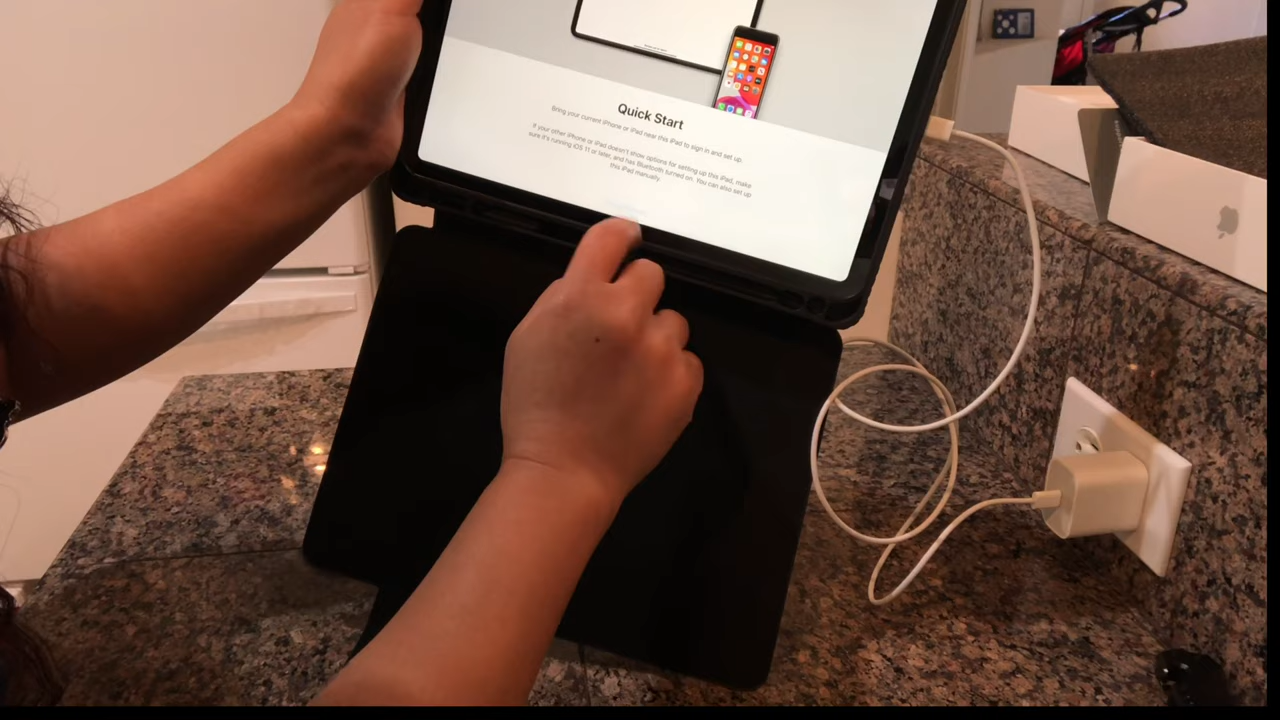 Quick Start
Bring your current iPhone or iPad near this iPad to sign in and set up.
If your other iPhone or iPad doesn't show options for setting up this iPad, make
sure it's running iOS 11 or later, and has Bluetooth turned on. You can also set up
this iPad manually.